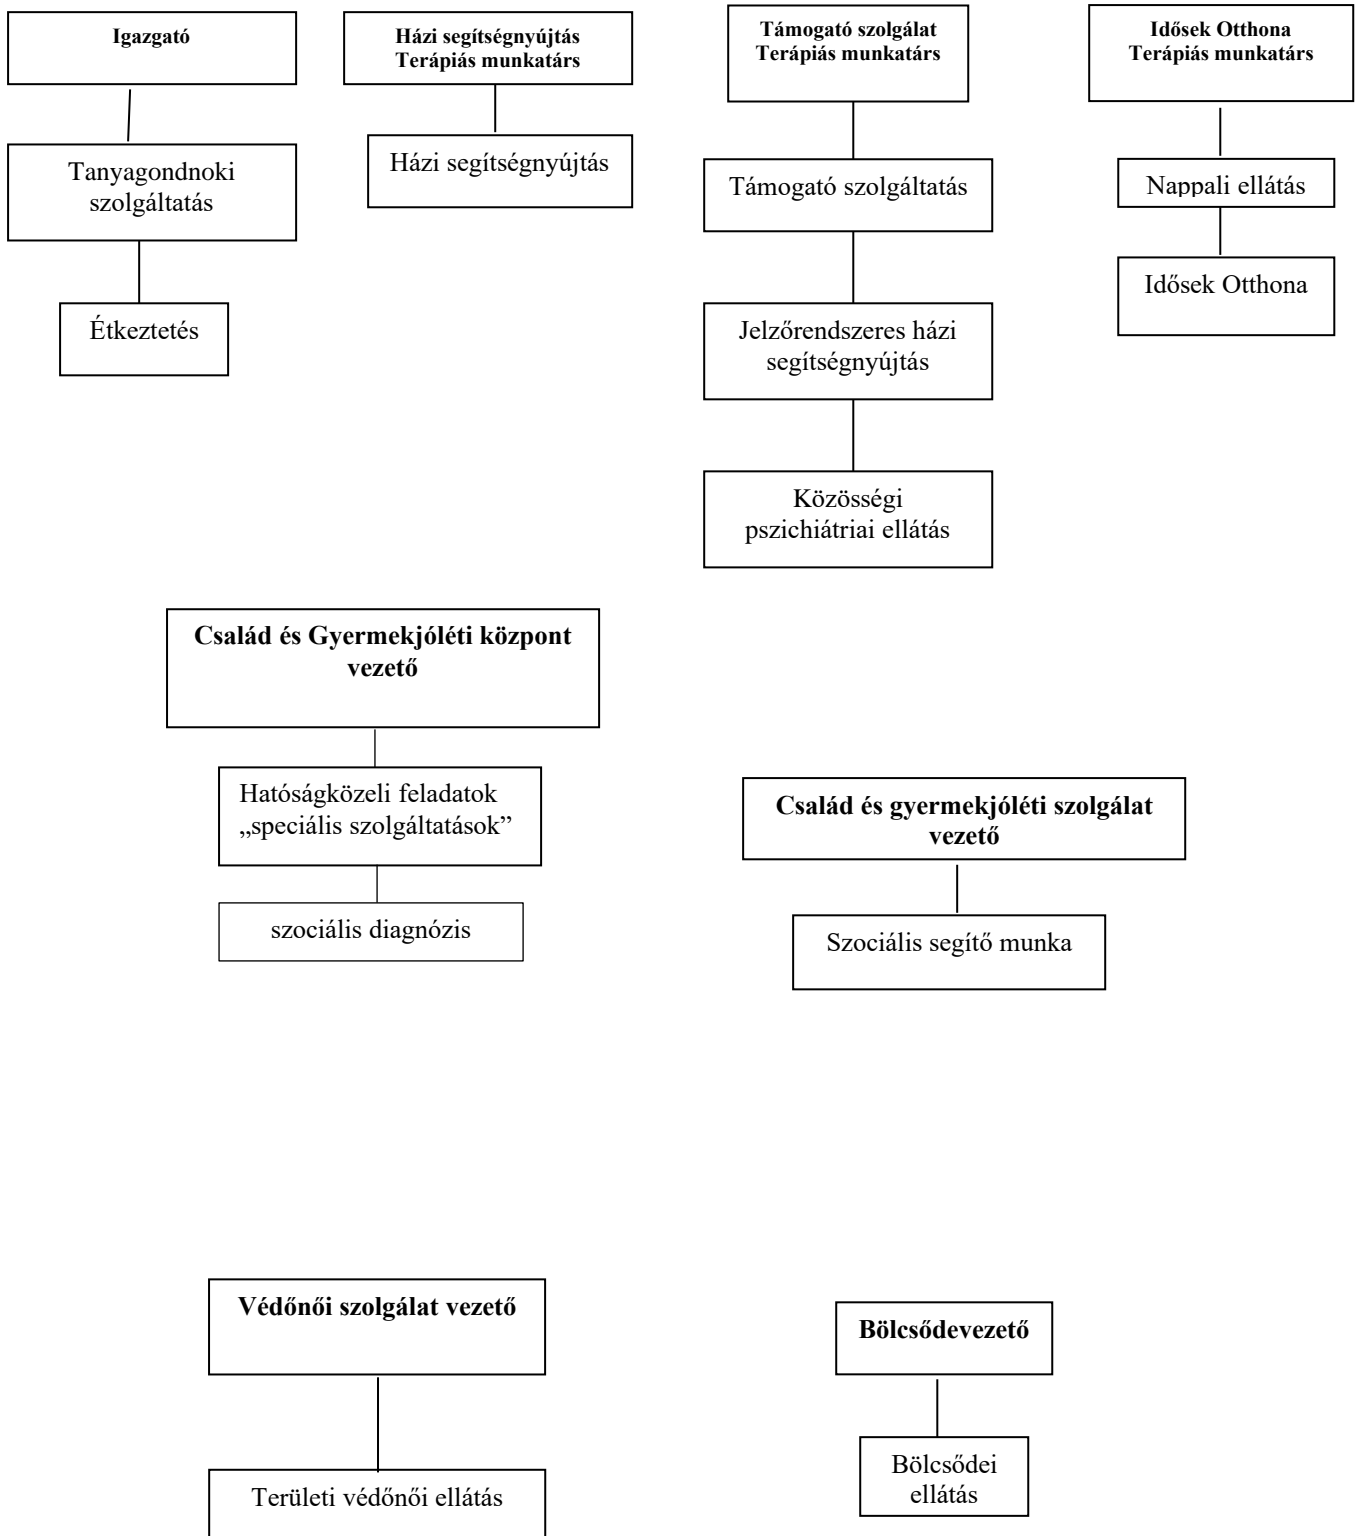 Igazgató
Házi segítségnyújtás
Terápiás munkatárs
Támogató szolgálat
Terápiás munkatárs
Idősek Otthona
Terápiás munkatárs
Tanyagondnoki
szolgáltatás
Házi segítségnyújtás
Támogató szolgáltatás
Nappali ellátás
Étkeztetés
Jelzőrendszeres házi
segítségnyújtás
Idősek Otthona
Közösségi
pszichiátriai ellátás
Család és Gyermekjóléti központ
vezető
Hatóságközeli feladatok
„speciális szolgáltatások”
szociális diagnózis
Család és gyermekjóléti szolgálat
vezető
Szociális segítő munka
Védőnői szolgálat vezető
Területi védőnői ellátás
Bölcsődevezető
Bölcsődei
ellátás